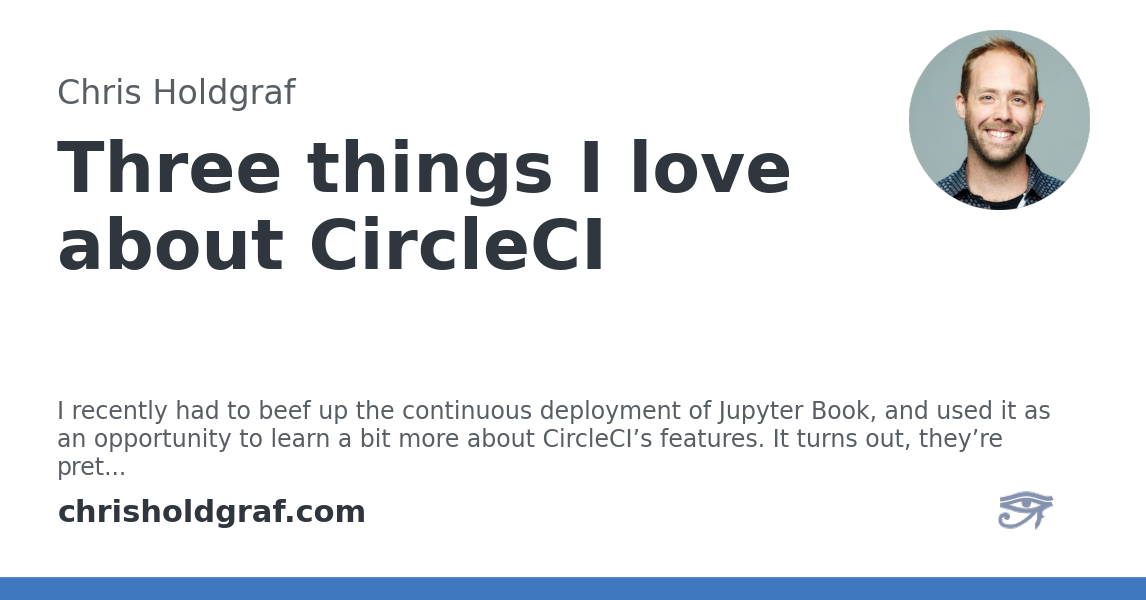 Chris Holdgraf
Three things I love
about CircleCI
I recently had to beef up the continuous deployment of Jupyter Book, and used it as
an opportunity to learn a bit more about CircleCI’s features. It turns out, they’re
pret...
chrisholdgraf.com